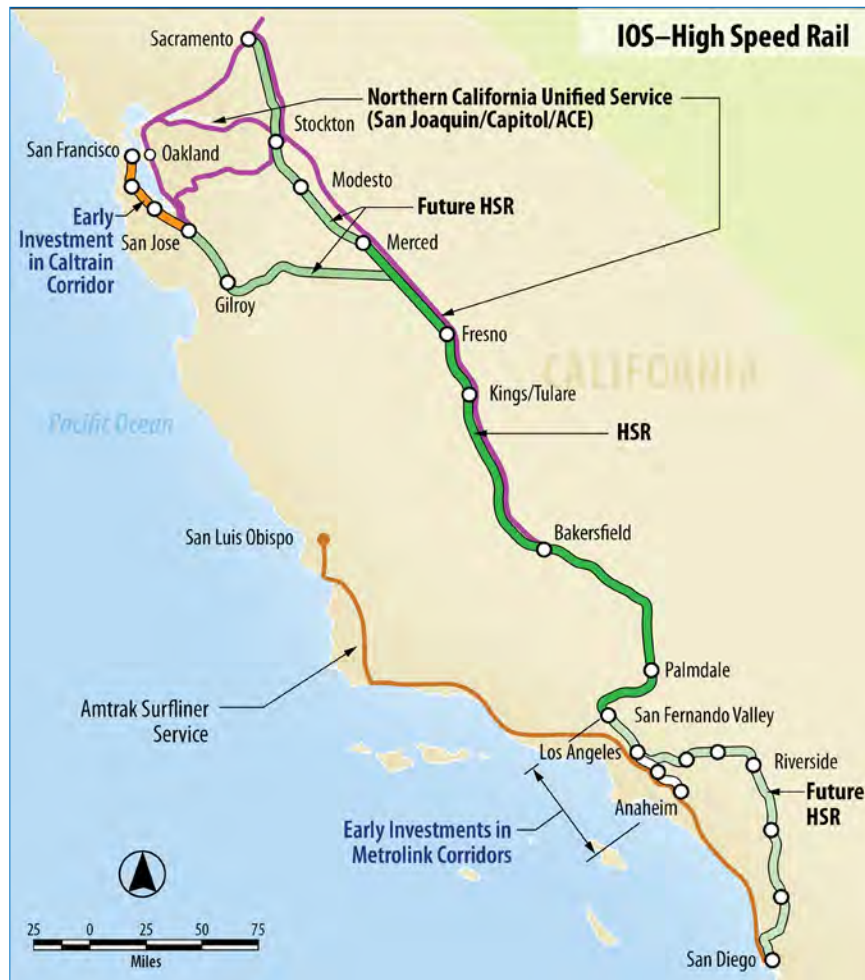 IOS–High Speed Rail
Sacramento
Northern California Unified Service
(San Joaquin/Capitol/ACE)
Stockton
San Francisco
Oakland
Modesto
Early
Investment
in Caltrain
Corridor
San Jose
Future HSR
Merced
Gilroy
Fresno
CALIFORNIA
Kings/Tulare
Pacific Ocean
HSR
San Luis Obispo
Bakersfield
Palmdale
Amtrak Surfliner
Service
San Fernando Valley
Los Angeles
Riverside
Anaheim
Future
HSR
Early Investments in
Metrolink Corridors
25 0 25 50 75
Miles
San Diego